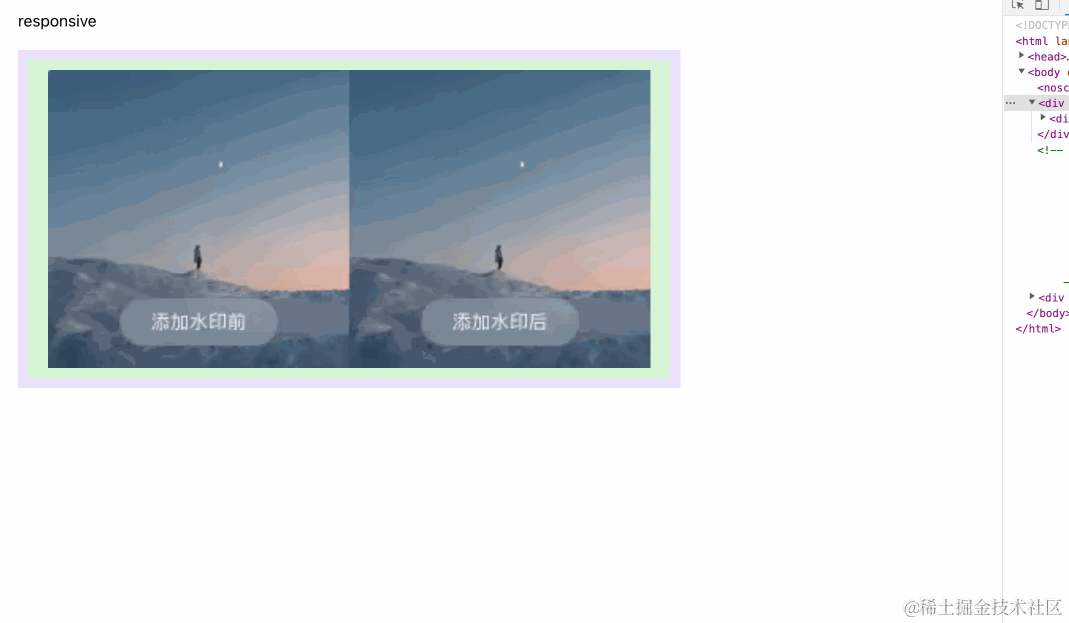 responsive
<!DOCTYP
<html la
<head>…
<body
<nosc
<div
<di
</div
<!--
<div
</body>
</html>
添加水印前
添加水印后
@稀土掘金技术社区